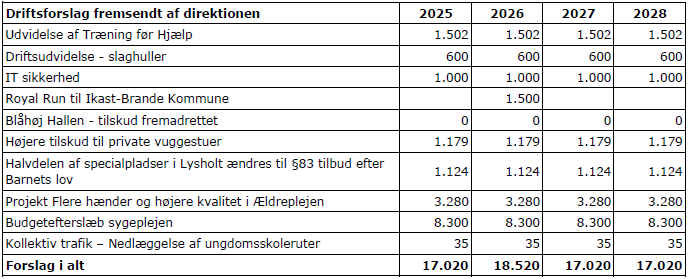 Driftsforslag fremsendt af direktionen 2025 2026 2027 2028
Udvidelse af Træning før Hjælp 1.502 1.502 1.502 1.502
Driftsudvidelse - slaghuller 600 600 600 600
IT sikkerhed 1.000 1.000 1.000 1.000
Royal Run til Ikast-Brande Kommune 1.500
Blåhøj Hallen - tilskud fremadrettet 0 0 0 0
Højere tilskud til private vuggestuer 1.179 1.179 1.179 1.179
Halvdelen af specialpladser i Lysholt ændres til §83 tilbud efter
Barnets lov 1.124 1.124 1.124 1.124
Projekt Flere hænder og højere kvalitet i Ældreplejen 3.280 3.280 3.280 3.280
Budgetefterslæb sygeplejen 8.300 8.300 8.300 8.300
Kollektiv trafik – Nedlæggelse af ungdomsskoleruter 35 35 35 35
Forslag i alt 17.020 18.520 17.020 17.020